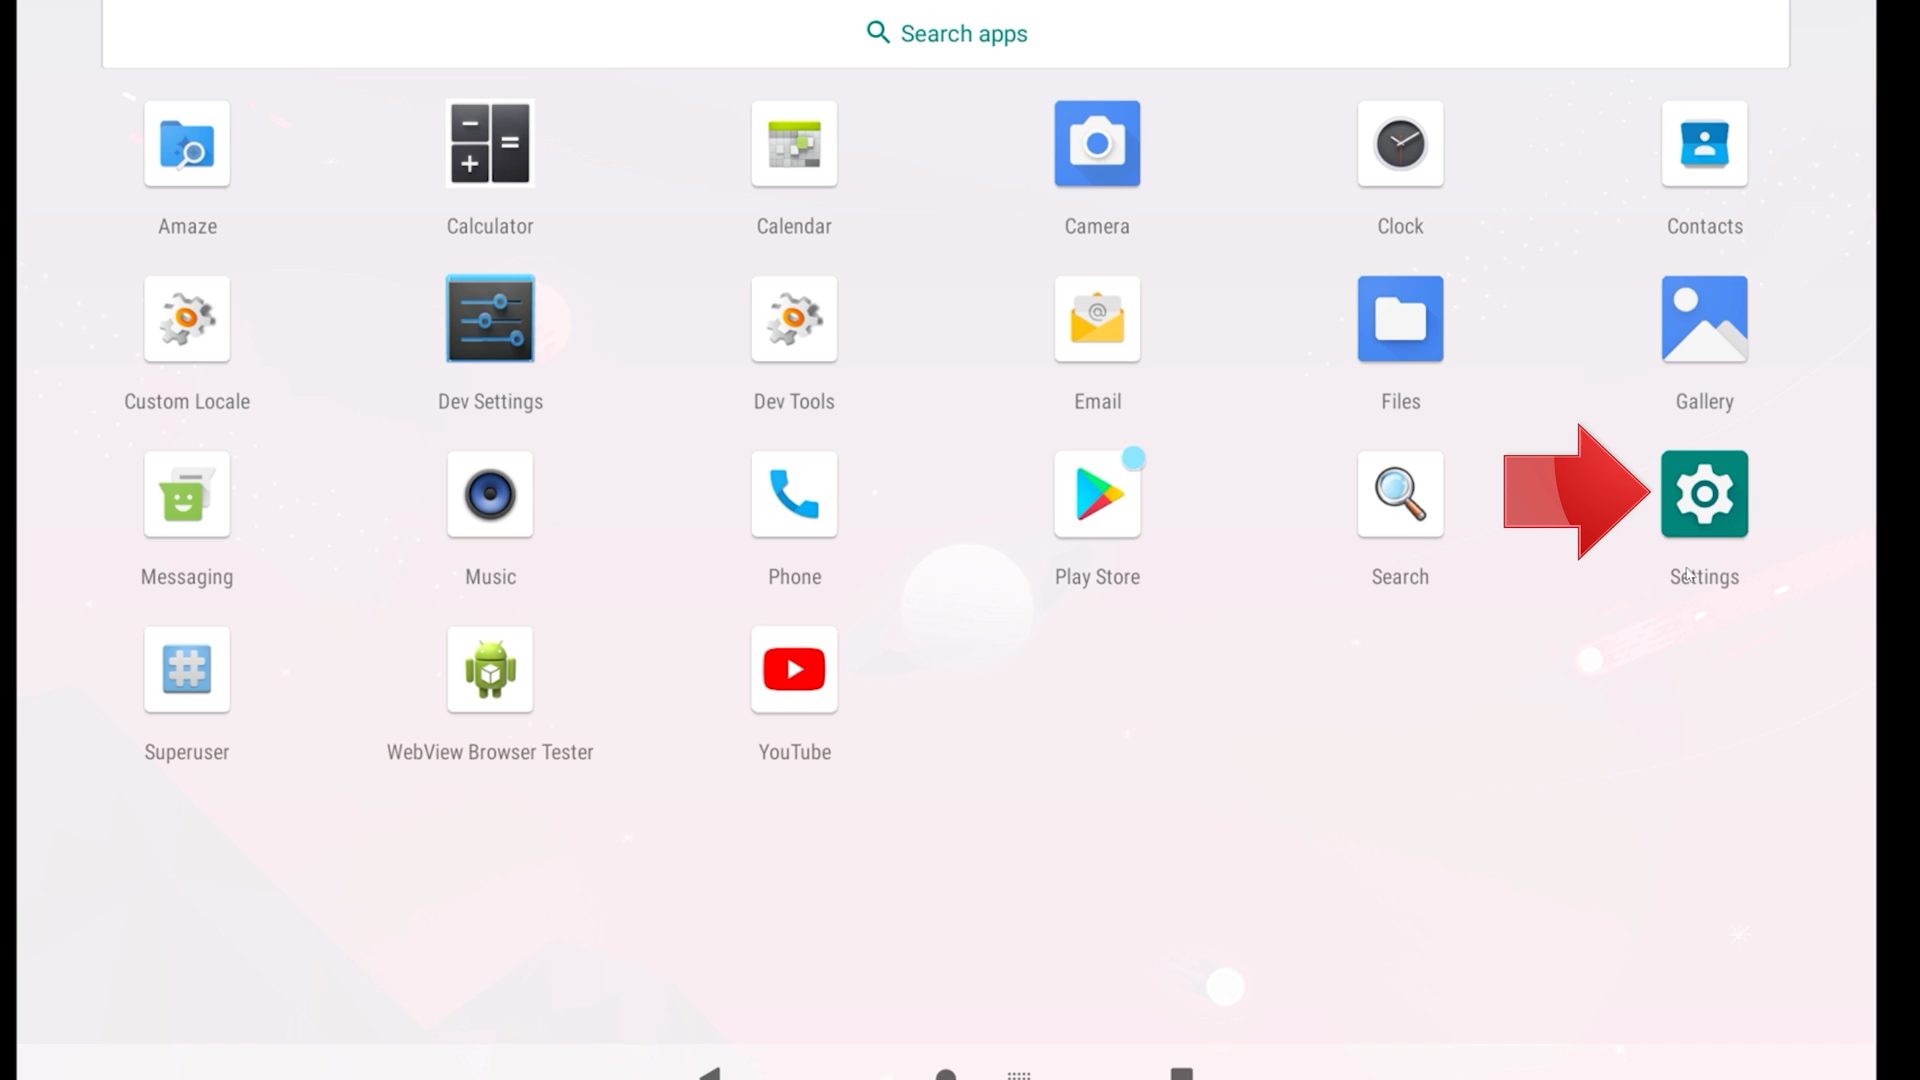 Search apps
Amaze
Calculator
Calendar
Camera
Clock
Contacts
Custom Locale
Dev Settings
Dev Tools
Email
Files
Gallery
Messaging
Music
Phone
Play Store
Search
Settings
Superuser
WebView Browser Tester
YouTube